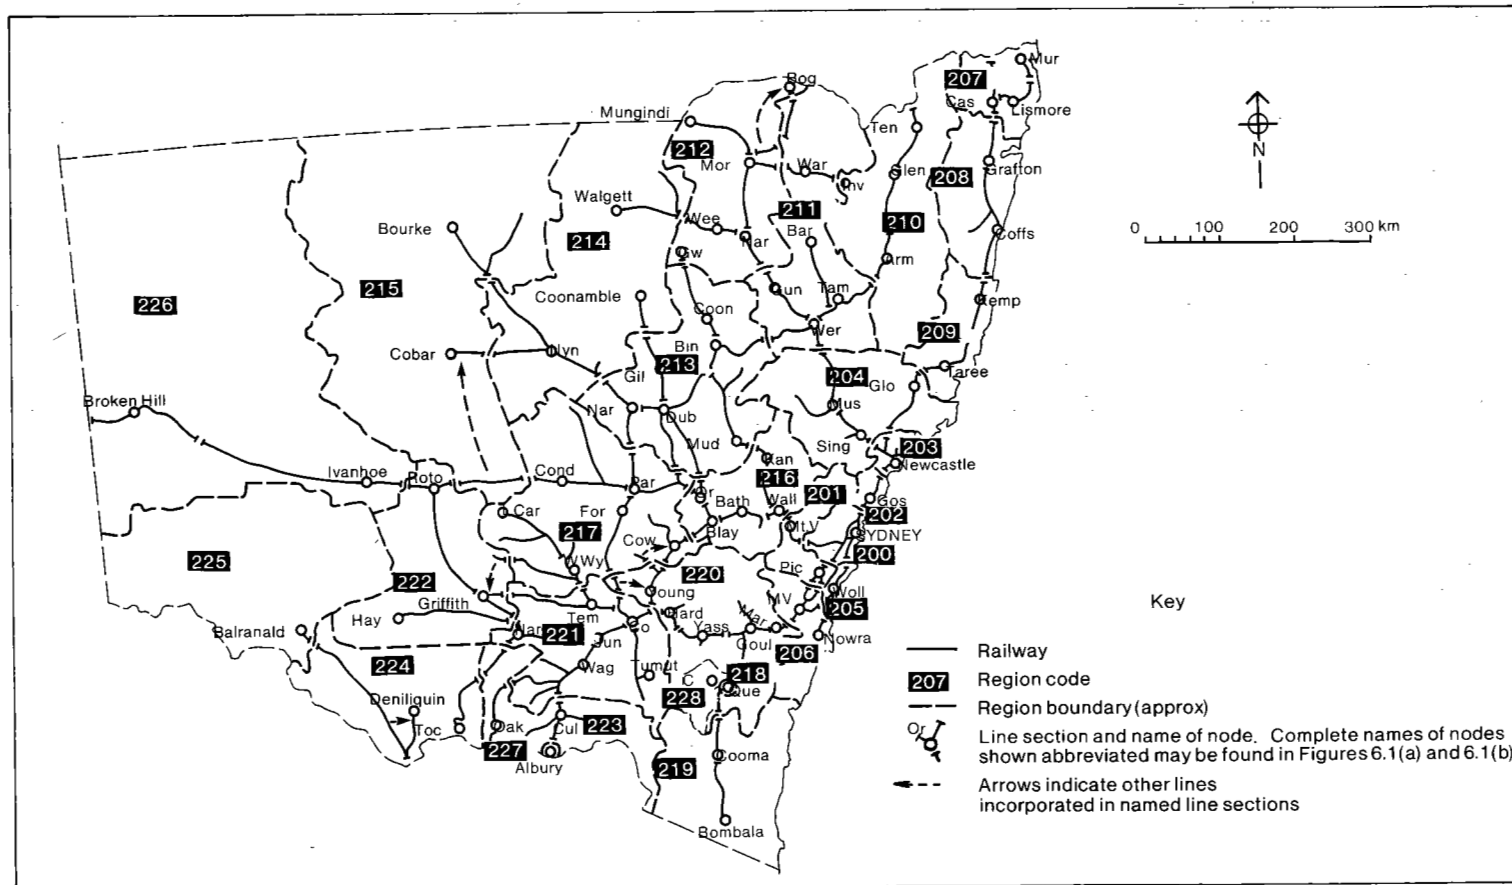 Mur
207
Bog
Cas
Lismore
Mungindi
Ten
212
Mor
War
Glen
Grafton
208
Inv
Walgett
211
210
Wee
Bourke
214
Bar
Nar
Coffs
Gw
Arm
215
226
Coonamble
Gun
Tam
Kemp
Coon
Wer
209
Cobar
Nyn
Bin
213
Gil
204
Glo
Taree
Broken Hill
Nar
Dub
Mus
Mud
Sing
203
Newcastle
Kan
Ivanhoe
Roto
Cond
Par
216
Or
201
Bath
Wall
Gos
Car
For
202
Blay
Mt.V
SYDNEY
217
Cow
200
225
W Wy
220
Pic
222
Young
Woll
Griffith
MV
205
Hay
Tem
Hard
Mar
Balranald
Nar
221
Co
Yass
Goul
Nowra
Jun
206
224
Wag
Tumut
218
C
Que
Deniliquin
228
Toc
Oak
Cul
223
227
Albury
219
Cooma
Bombala
N
0 100 200 300 km
Key
Railway
207 Region code
Region boundary (approx)
Or
Line section and name of node. Complete names of nodes
shown abbreviated may be found in Figures 6.1(a) and 6.1(b)
Arrows indicate other lines
incorporated in named line sections